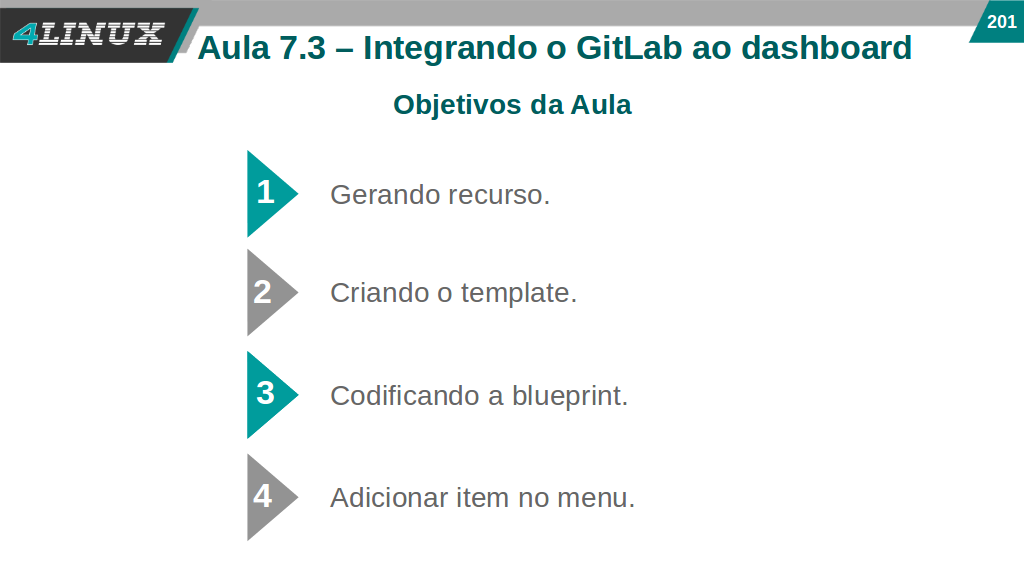 4LINUX
201
Aula 7.3 – Integrando o GitLab ao dashboard
Objetivos da Aula
1 Gerando recurso.
2 Criando o template.
3 Codificando a blueprint.
4 Adicionar item no menu.